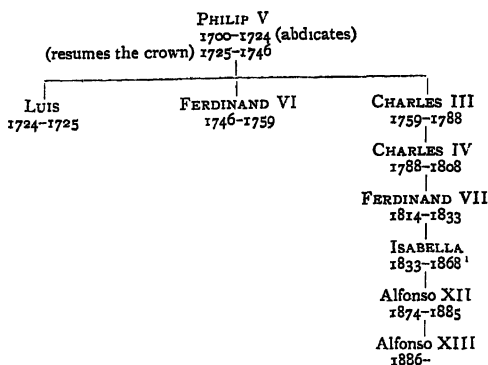 PHILIP V
1700–1724 (abdicates)
(resumes the crown) 1725–1746
LUIS
1724–1725
FERDINAND VI
1746–1759
CHARLES III
1759–1788
CHARLES IV
1788–1808
FERDINAND VII
1814–1833
ISABELLA
1833–1868¹
Alfonso XII
1874–1885
Alfonso XIII
1886–